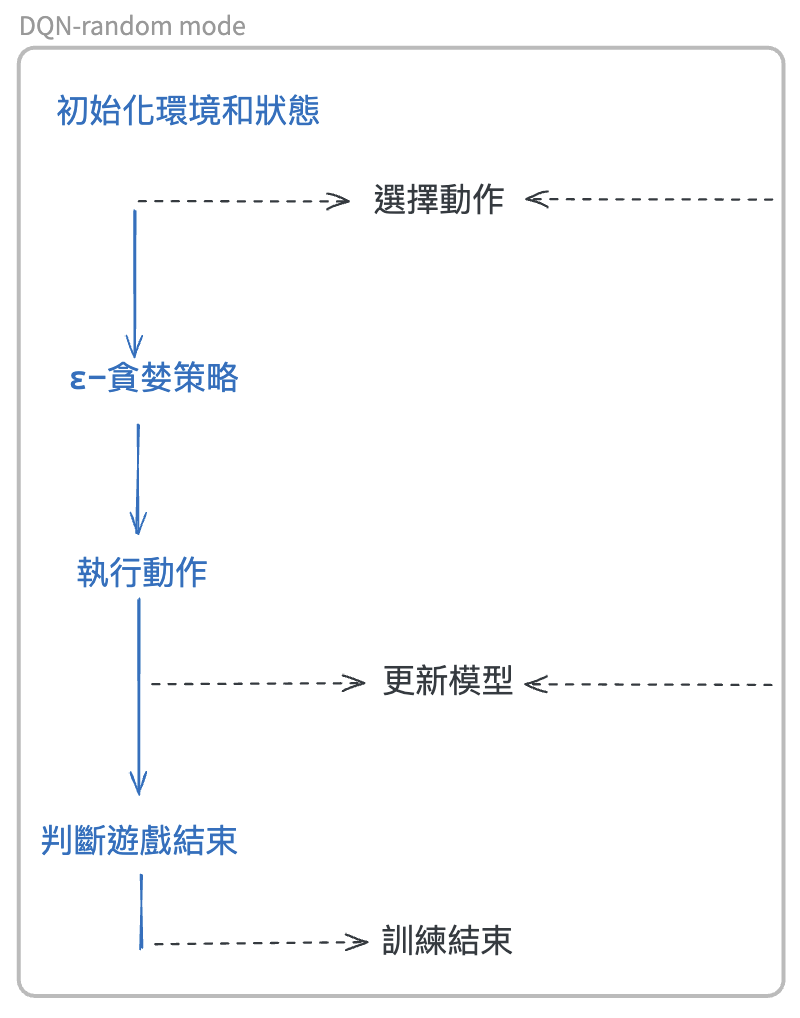 DQN-random mode
初始化環境和狀態
選擇動作
ε-貪婪策略
執行動作
更新模型
判斷遊戲結束
訓練結束